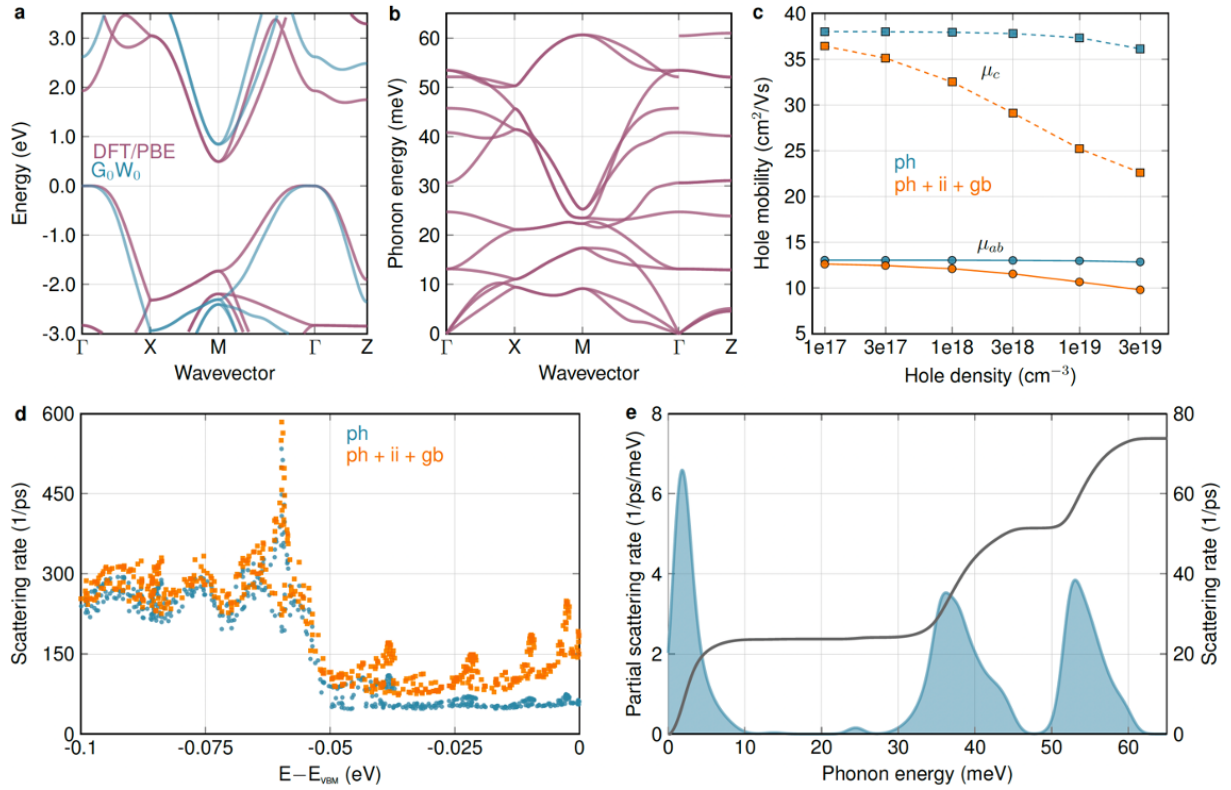 a
3.0
2.0
1.0
0.0
-1.0
-2.0
-3.0
Energy (eV)
DFT/PBE
G₀W₀
Γ X M Γ Z
Wavevector
b
60
50
40
30
20
10
0
Phonon energy (meV)
Γ X M Γ Z
Wavevector
c
40
35
30
25
20
15
10
5
Hole mobility (cm²/Vs)
μc
ph
ph + ii + gb
μab
1e17 3e17 1e18 3e18 1e19 3e19
Hole density (cm⁻³)
d
600
450
300
150
0
Scattering rate (1/ps)
ph
ph + ii + gb
-0.1 -0.075 -0.05 -0.025 0
E−E_VBM (eV)
e
8
6
4
2
0
Partial scattering rate (1/ps/meV)
80
60
40
20
0
Scattering rate (1/ps)
0 10 20 30 40 50 60
Phonon energy (meV)